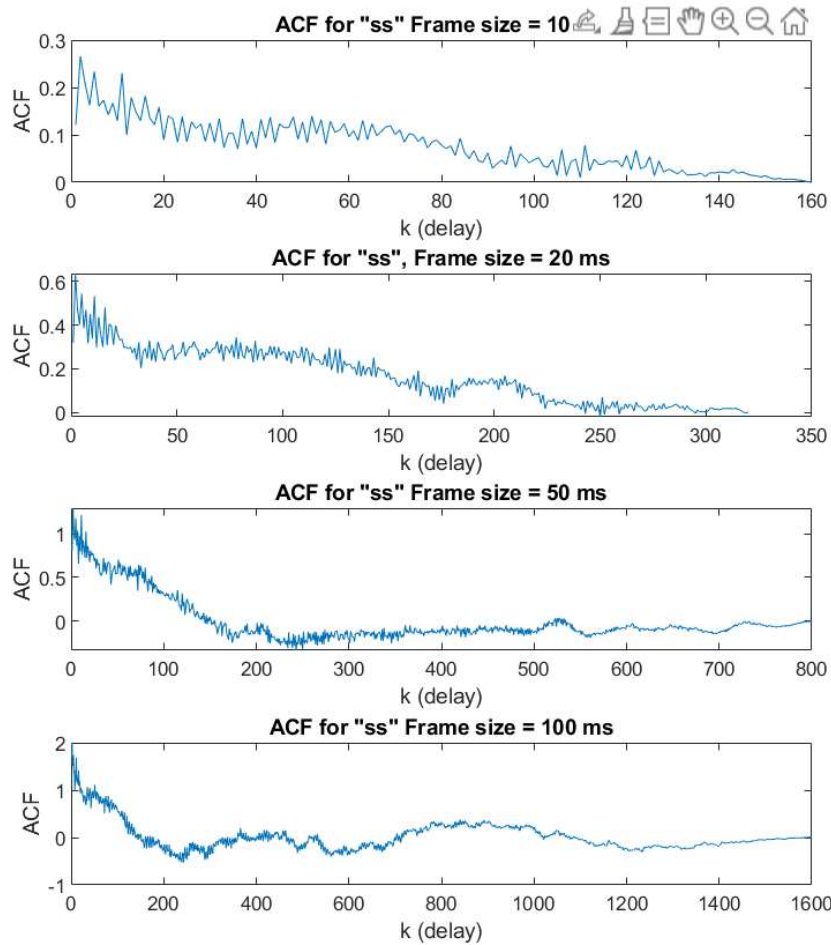 ACF for "ss" Frame size = 10
0.3
0.2
0.1
0
ACF
0 20 40 60 80 100 120 140 160
k (delay)
ACF for "ss", Frame size = 20 ms
0.6
0.4
0.2
0
ACF
0 50 100 150 200 250 300 350
k (delay)
ACF for "ss" Frame size = 50 ms
1
0.5
0
ACF
0 100 200 300 400 500 600 700 800
k (delay)
ACF for "ss" Frame size = 100 ms
2
1
0
-1
ACF
0 200 400 600 800 1000 1200 1400 1600
k (delay)